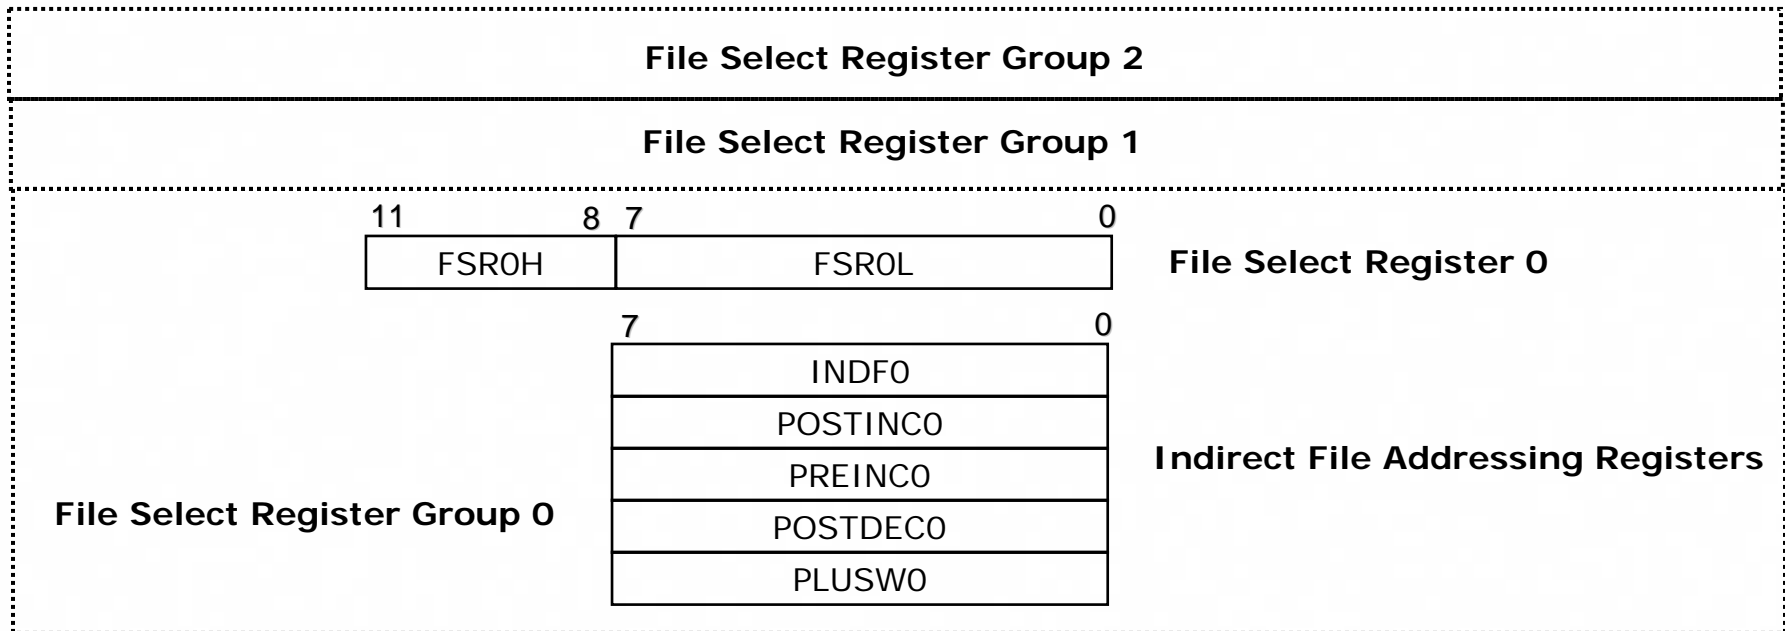 File Select Register Group 2
File Select Register Group 1
11 8 7 0
FSR0H FSR0L File Select Register 0
7 0
INDF0
POSTINC0
PREINC0
POSTDEC0
PLUSW0
Indirect File Addressing Registers
File Select Register Group 0